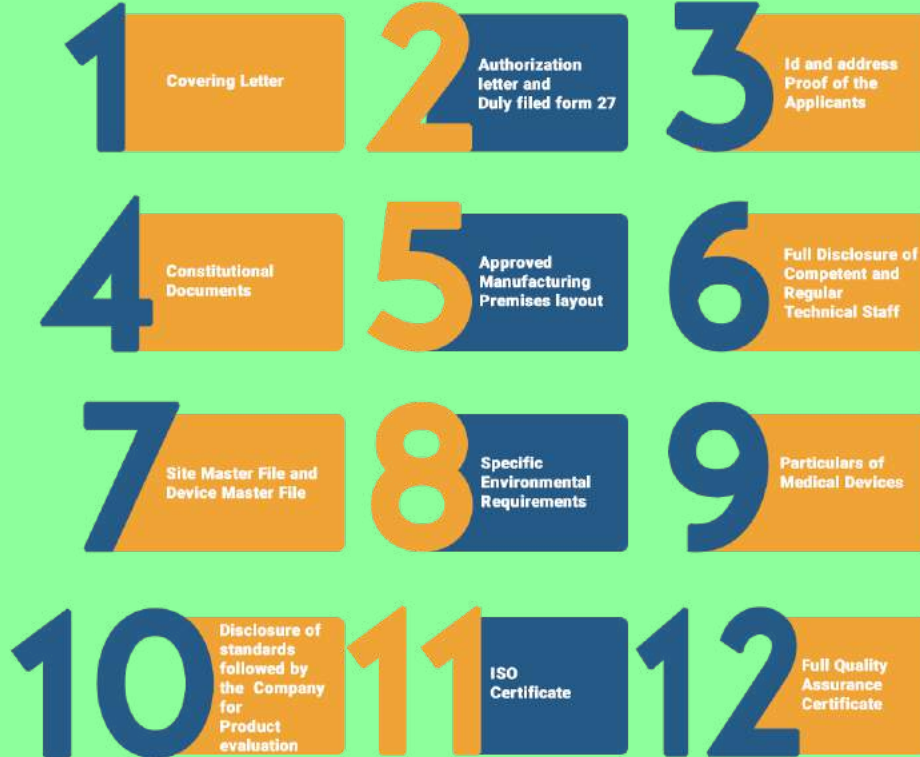 1
Covering Letter
2
Authorization
letter and
Duly filed form 27
3
Id and address
Proof of the
Applicants
4
Constitutional
Documents
5
Approved
Manufacturing
Premises layout
6
Full Disclosure of
Competent and
Regular
Technical Staff
7
Site Master File and
Device Master File
8
Specific
Environmental
Requirements
9
Particulars of
Medical Devices
10
Disclosure of
standards
followed by
the Company
for
Product
evaluation
11
ISO
Certificate
12
Full Quality
Assurance
Certificate